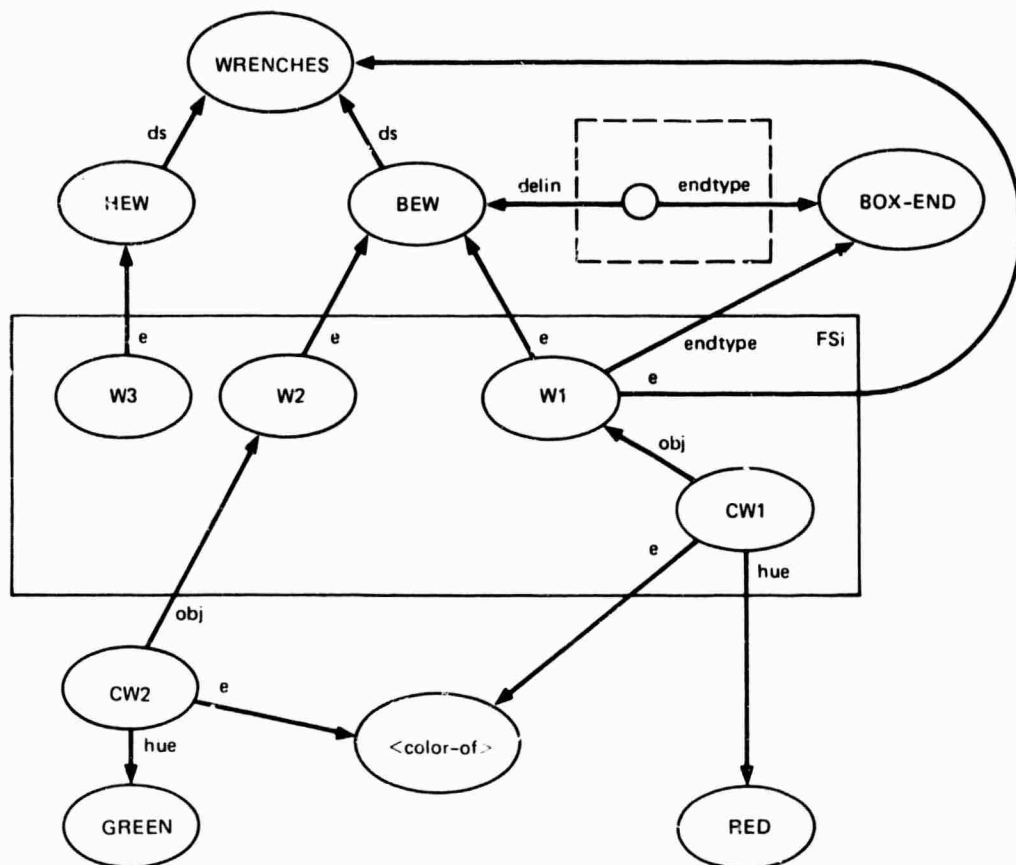 WRENCHES
ds
ds
HEW
BEW
delin
endtype
BOX-END
e
e
e
endtype
FSi
W3
W2
W1
e
obj
CW1
e
hue
obj
CW2
e
hue
<color-of>
GREEN
RED